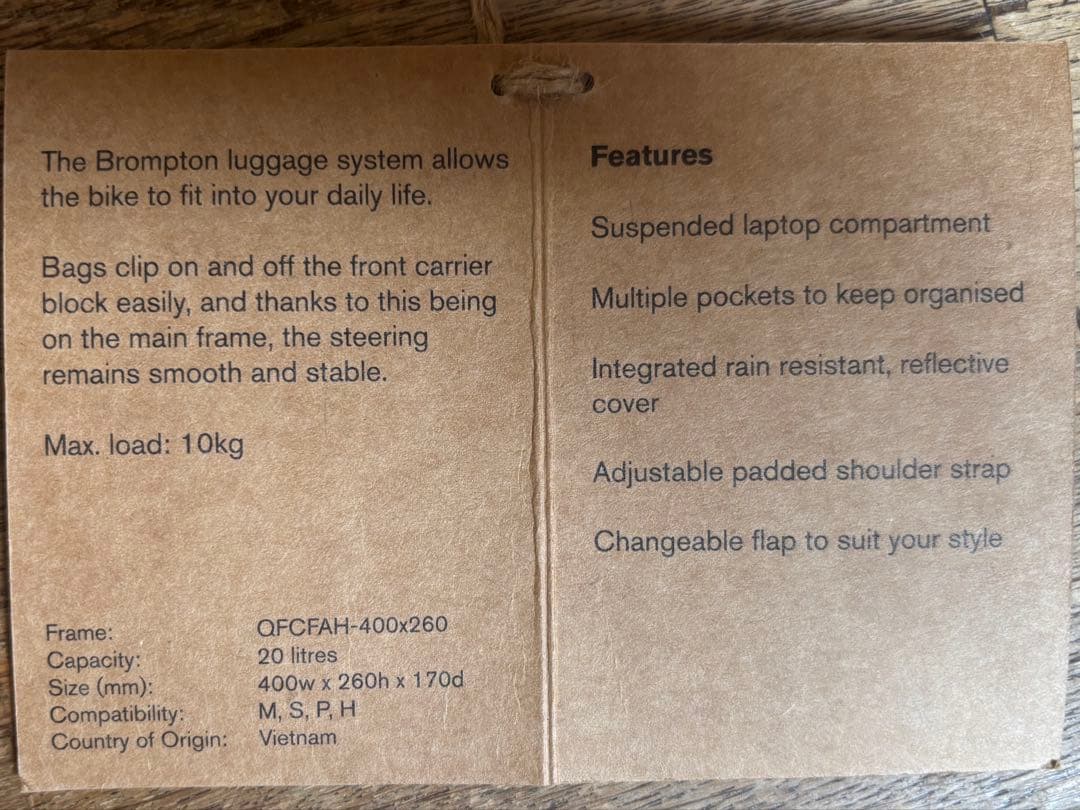 The Brompton luggage system allows
the bike to fit into your daily life.
Bags clip on and off the front carrier
block easily, and thanks to this being
on the main frame, the steering
remains smooth and stable.
Max. load: 10kg
Frame: QFCFAH-400x260
Capacity: 20 litres
Size (mm): 400w x 260h x 170d
Compatibility: M, S, P, H
Country of Origin: Vietnam
Features
Suspended laptop compartment
Multiple pockets to keep organised
Integrated rain resistant, reflective
cover
Adjustable padded shoulder strap
Changeable flap to suit your style